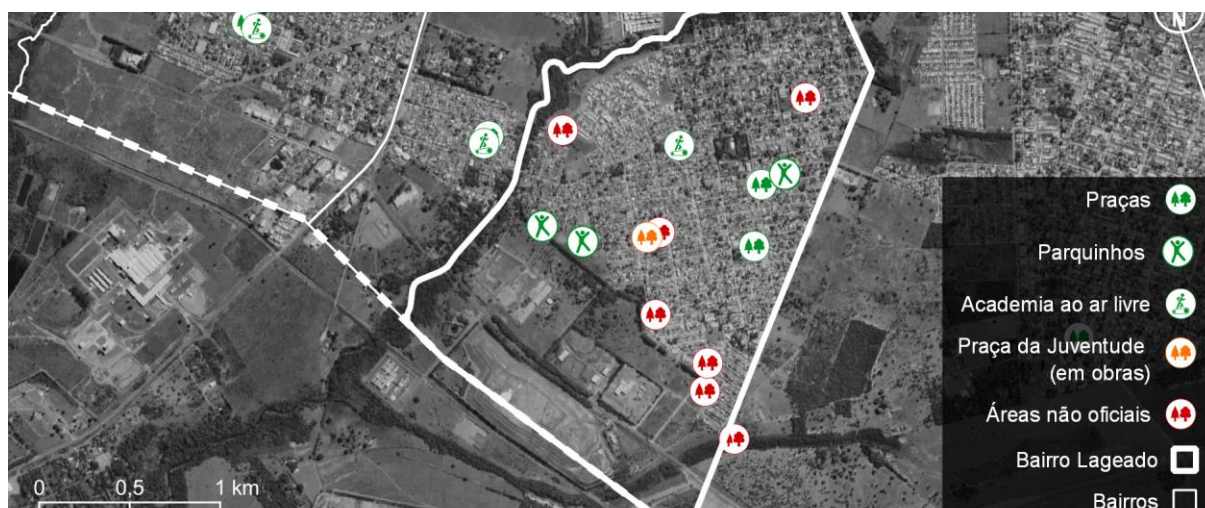 N
Praças
Parquinhos
Academia ao ar livre
Praça da Juventude
(em obras)
Áreas não oficiais
Bairro Lageado
Bairros
0 0,5 1 km